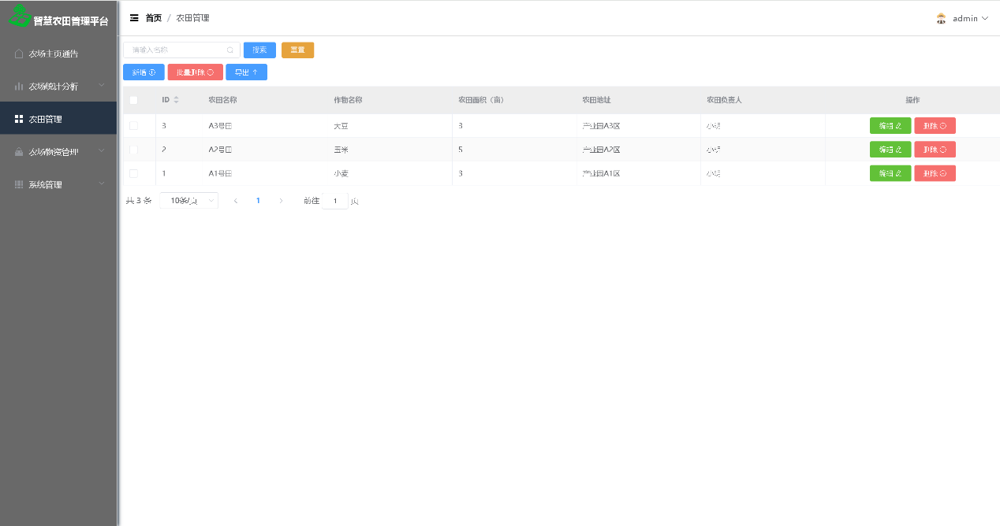 智慧农田管理平台
首页 / 农田管理
admin
农场主页通告
农场统计分析
农田管理
农场物资管理
系统管理
请输入名称 搜索 重置
新增 批量删除 导出
ID 农田名称 作物名称 农田面积（亩） 农田地址 农田负责人 操作
3 A3号田 大豆 3 产业园A3区 小明 编辑 删除
2 A2号田 玉米 5 产业园A2区 小明 编辑 删除
1 A1号田 小麦 3 产业园A1区 小明 编辑 删除
共 3 条 10条/页 1 前往 1 页